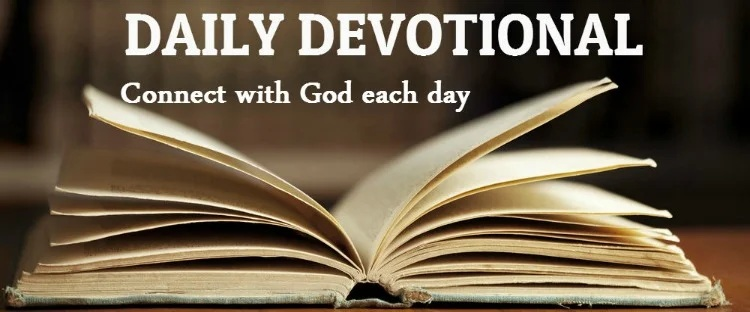 DAILY DEVOTIONAL
Connect with God each day